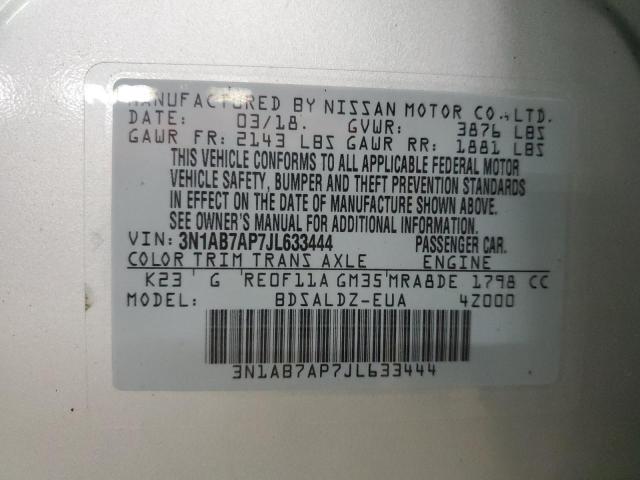 MANUFACTURED BY NISSAN MOTOR CO., LTD.
DATE: 03/18. GVWR: 3876 LBS
GAWR FR: 2143 LBS GAWR RR: 1881 LBS
THIS VEHICLE CONFORMS TO ALL APPLICABLE FEDERAL MOTOR
VEHICLE SAFETY, BUMPER AND THEFT PREVENTION STANDARDS
IN EFFECT ON THE DATE OF MANUFACTURE SHOWN ABOVE.
SEE OWNER'S MANUAL FOR ADDITIONAL INFORMATION.
VIN: 3N1AB7AP7JL633444 PASSENGER CAR.
COLOR TRIM TRANS AXLE ENGINE
K23 G RE0F11A GM35 MRA8DE 1798 CC
MODEL: BDSALDZ-EUA 4Z000
3N1AB7AP7JL633444